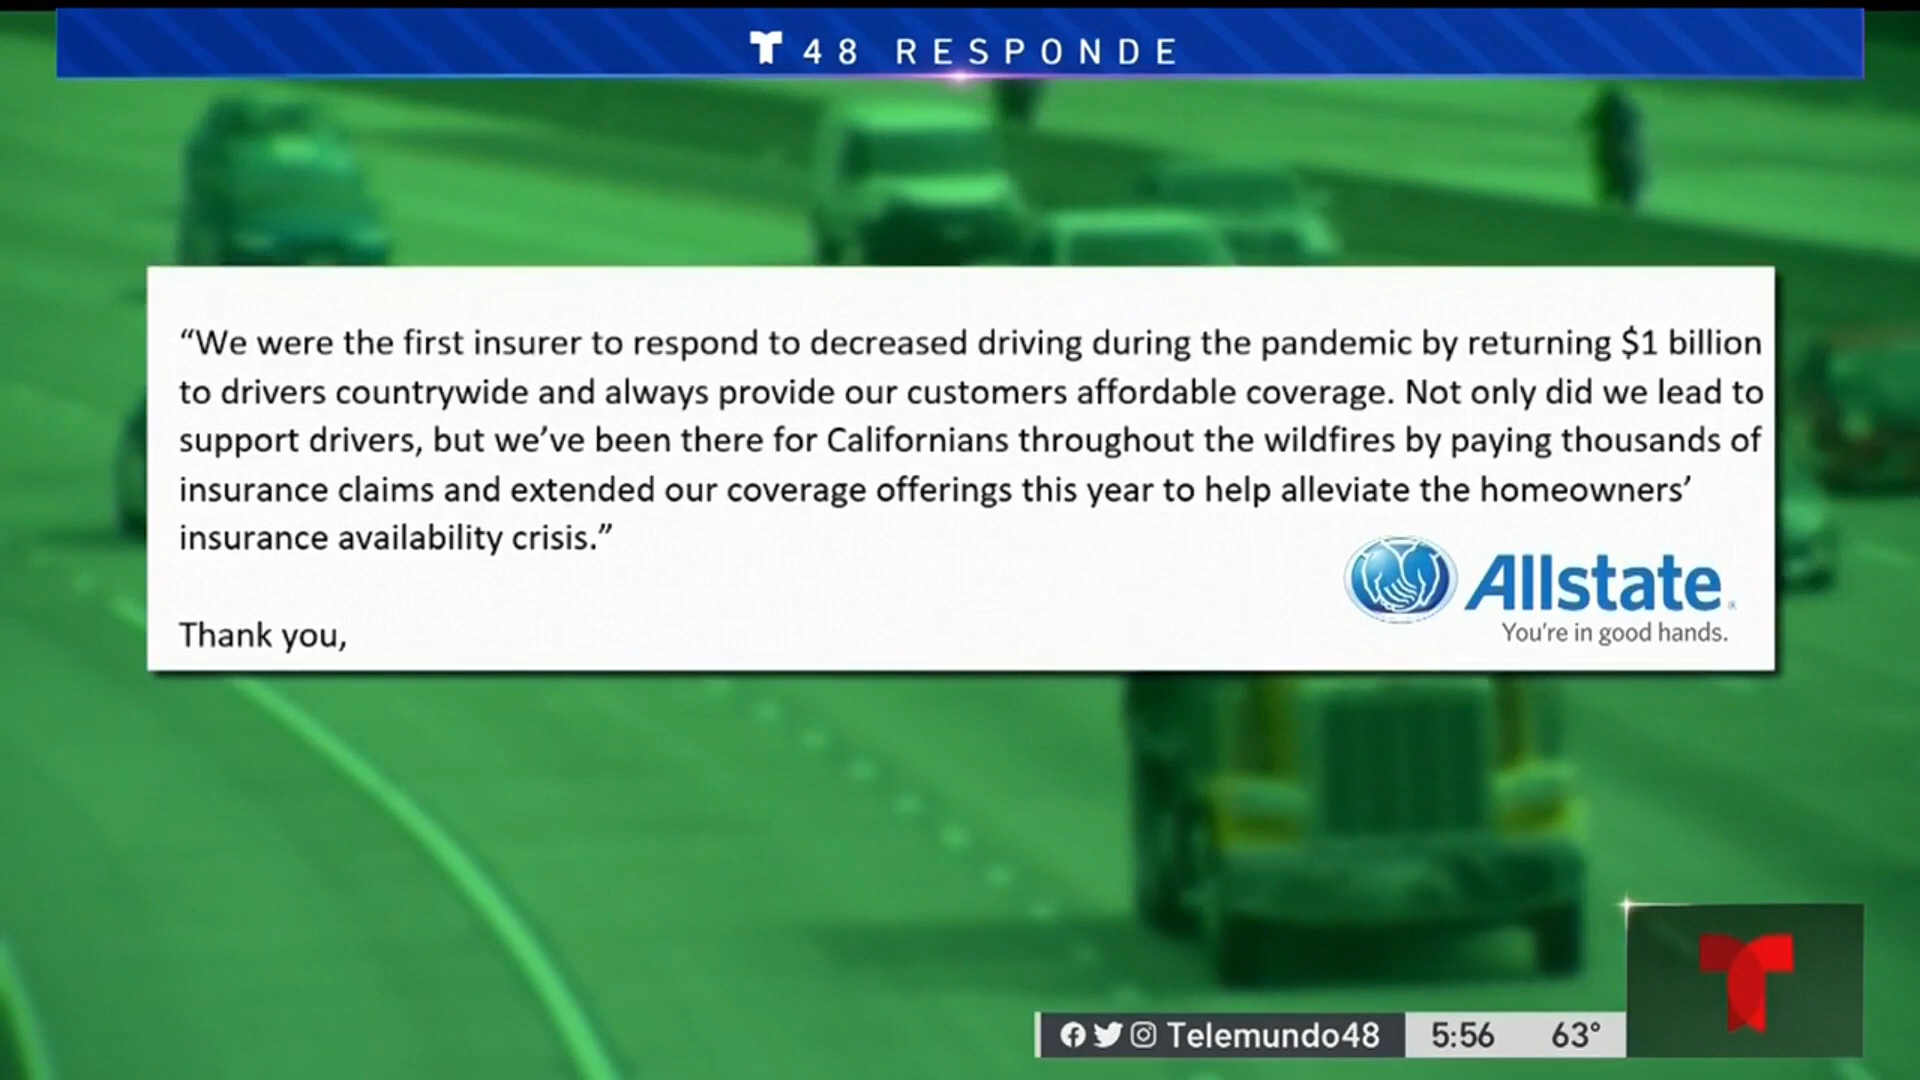 48 RESPONDE
“We were the first insurer to respond to decreased driving during the pandemic by returning $1 billion
to drivers countrywide and always provide our customers affordable coverage. Not only did we lead to
support drivers, but we’ve been there for Californians throughout the wildfires by paying thousands of
insurance claims and extended our coverage offerings this year to help alleviate the homeowners’
insurance availability crisis.”
Allstate®
You’re in good hands.
Thank you,
Telemundo48 5:56 63°